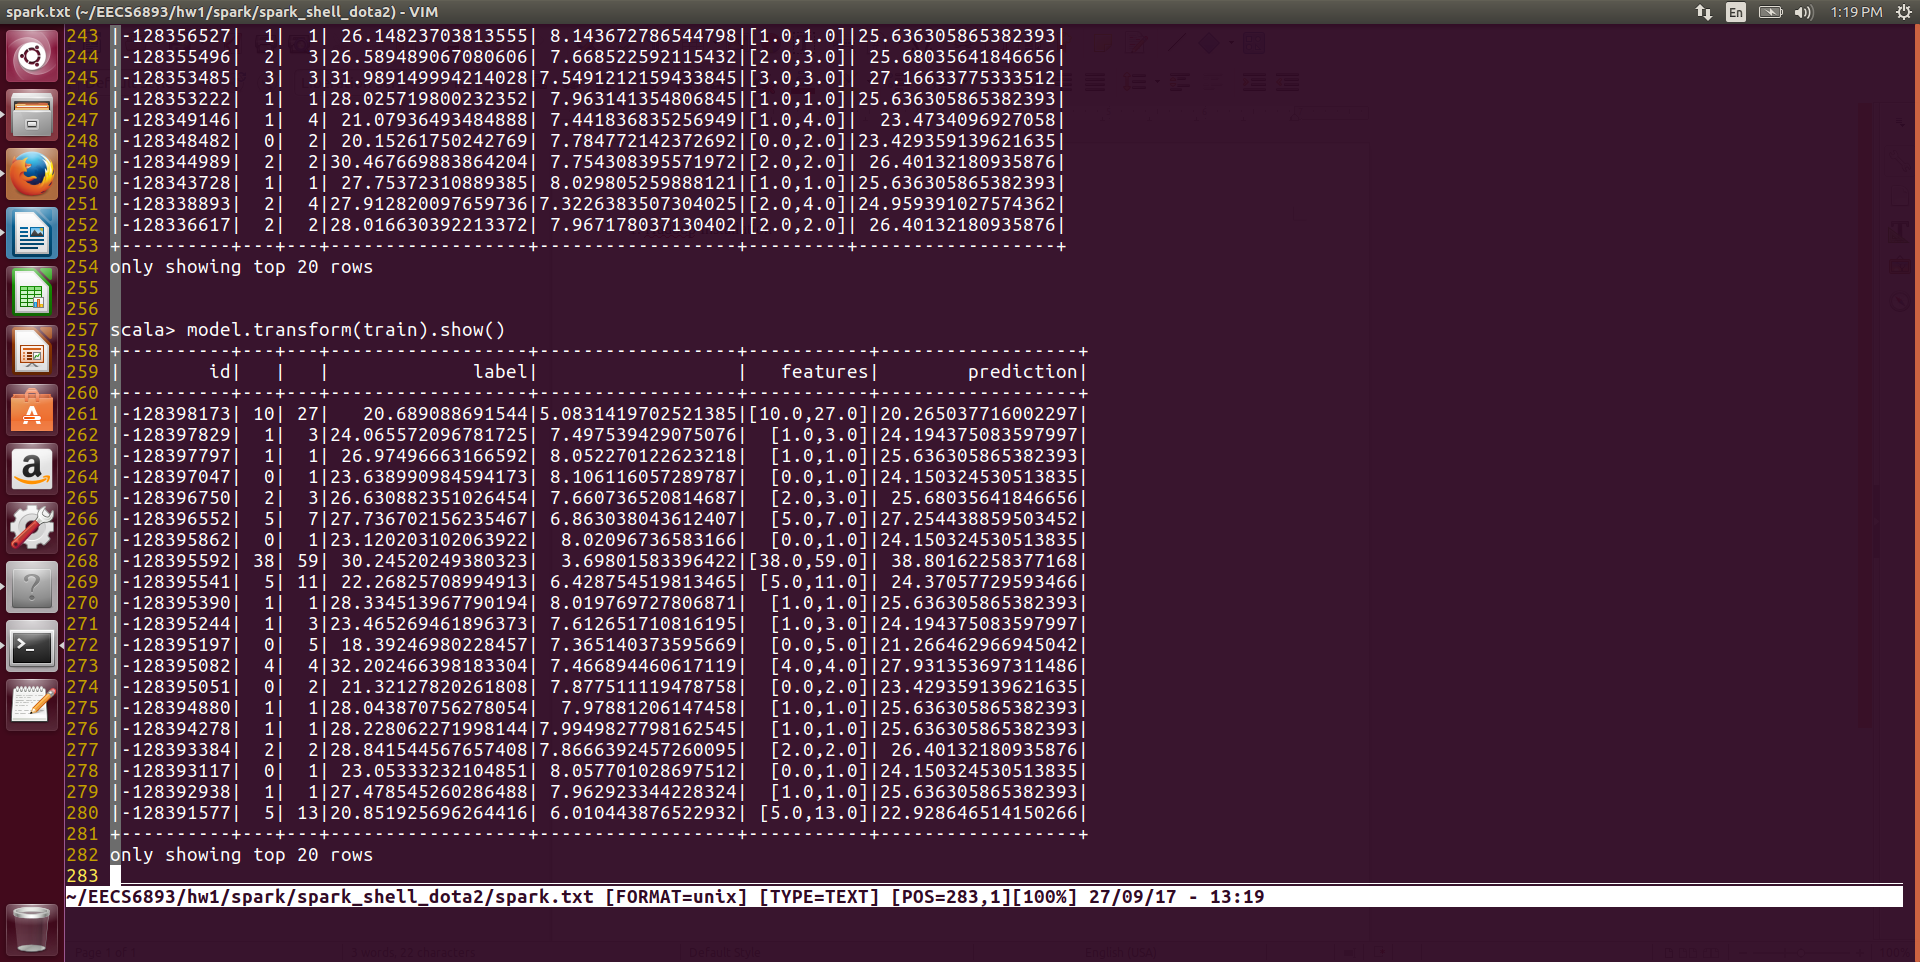 spark.txt (~/EECS6893/hw1/spark/spark_shell_dota2) - VIM
En
1:19 PM
243 |-128356527|  1|  1| 26.14823703813555| 8.143672786544798|[1.0,1.0]|25.636305865382393|
244 |-128355496|  2|  3|26.589489067080606| 7.668522592115432|[2.0,3.0]| 25.68035641846656|
245 |-128353485|  3|  3|31.989149994214028|7.5491212159433845|[3.0,3.0]| 27.16633775333512|
246 |-128353222|  1|  1|28.025719800232352| 7.963141354806845|[1.0,1.0]|25.636305865382393|
247 |-128349146|  1|  4| 21.07936493484888| 7.441836835256949|[1.0,4.0]|  23.4734096927058|
248 |-128348482|  0|  2| 20.15261750242769| 7.784772142372692|[0.0,2.0]|23.429359139621635|
249 |-128344989|  2|  2|30.467669883864204| 7.754308395571972|[2.0,2.0]| 26.40132180935876|
250 |-128343728|  1|  1| 27.75372310889385| 8.029805259888121|[1.0,1.0]|25.636305865382393|
251 |-128338893|  2|  4|27.912820097659736|7.3226383507304025|[2.0,4.0]|24.959391027574362|
252 |-128336617|  2|  2|28.016630392213372| 7.967178037130402|[2.0,2.0]| 26.40132180935876|
253 +----------+---+---+------------------+------------------+---------+------------------+
254 only showing top 20 rows
255
256
257 scala> model.transform(train).show()
258 +----------+---+---+------------------+------------------+-----------+------------------+
259 |        id|   |   |             label|                  |   features|        prediction|
260 +----------+---+---+------------------+------------------+-----------+------------------+
261 |-128398173| 10| 27|   20.689088691544|5.0831419702521385|[10.0,27.0]|20.265037716002297|
262 |-128397829|  1|  3|24.065572096781725| 7.497539429075076|  [1.0,3.0]|24.194375083597997|
263 |-128397797|  1|  1| 26.97496663166592| 8.052270122623218|  [1.0,1.0]|25.636305865382393|
264 |-128397047|  0|  1|23.638990984594173| 8.106116057289787|  [0.0,1.0]|24.150324530513835|
265 |-128396750|  2|  3|26.630882351026454| 7.660736520814687|  [2.0,3.0]| 25.68035641846656|
266 |-128396552|  5|  7|27.736702156235467| 6.863038043612407|  [5.0,7.0]|27.254438859503452|
267 |-128395862|  0|  1|23.120203102063922|  8.02096736583166|  [0.0,1.0]|24.150324530513835|
268 |-128395592| 38| 59| 30.24520249380323|  3.69801583396422|[38.0,59.0]| 38.80162258377168|
269 |-128395541|  5| 11| 22.26825708994913| 6.428754519813465| [5.0,11.0]| 24.37057729593466|
270 |-128395390|  1|  1|28.334513967790194| 8.019769727806871|  [1.0,1.0]|25.636305865382393|
271 |-128395244|  1|  3|23.465269461896373| 7.612651710816195|  [1.0,3.0]|24.194375083597997|
272 |-128395197|  0|  5| 18.39246980228457| 7.365140373595669|  [0.0,5.0]|21.266462966945042|
273 |-128395082|  4|  4|32.202466398183304| 7.466894460617119|  [4.0,4.0]|27.931353697311486|
274 |-128395051|  0|  2| 21.32127820261808| 7.877511119478758|  [0.0,2.0]|23.429359139621635|
275 |-128394880|  1|  1|28.043870756278054|  7.97881206147458|  [1.0,1.0]|25.636305865382393|
276 |-128394278|  1|  1|28.228062271998144|7.9949827798162545|  [1.0,1.0]|25.636305865382393|
277 |-128393384|  2|  2|28.841544567657408|7.8666392457260095|  [2.0,2.0]| 26.40132180935876|
278 |-128393117|  0|  1| 23.05333232104851| 8.057701028697512|  [0.0,1.0]|24.150324530513835|
279 |-128392938|  1|  1|27.478545260286488| 7.962923344228324|  [1.0,1.0]|25.636305865382393|
280 |-128391577|  5| 13|20.851925696264416| 6.010443876522932| [5.0,13.0]|22.928646514150266|
281 +----------+---+---+------------------+------------------+-----------+------------------+
282 only showing top 20 rows
283
~/EECS6893/hw1/spark/spark_shell_dota2/spark.txt [FORMAT=unix] [TYPE=TEXT] [POS=283,1][100%] 27/09/17 - 13:19